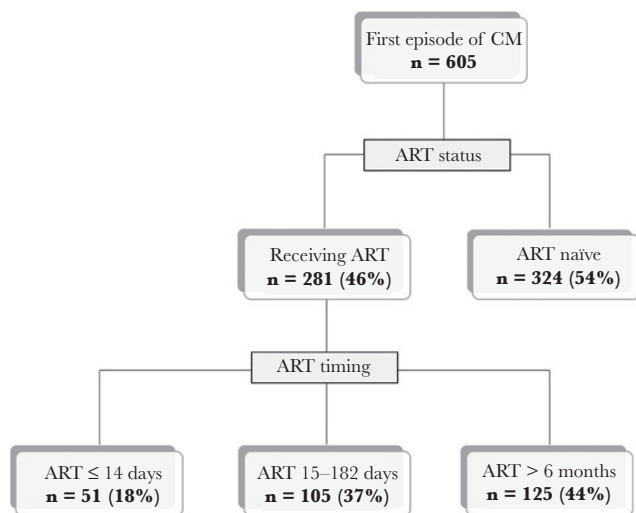 First episode of CM
n = 605
ART status
Receiving ART
n = 281 (46%)
ART naïve
n = 324 (54%)
ART timing
ART ≤ 14 days
n = 51 (18%)
ART 15–182 days
n = 105 (37%)
ART > 6 months
n = 125 (44%)